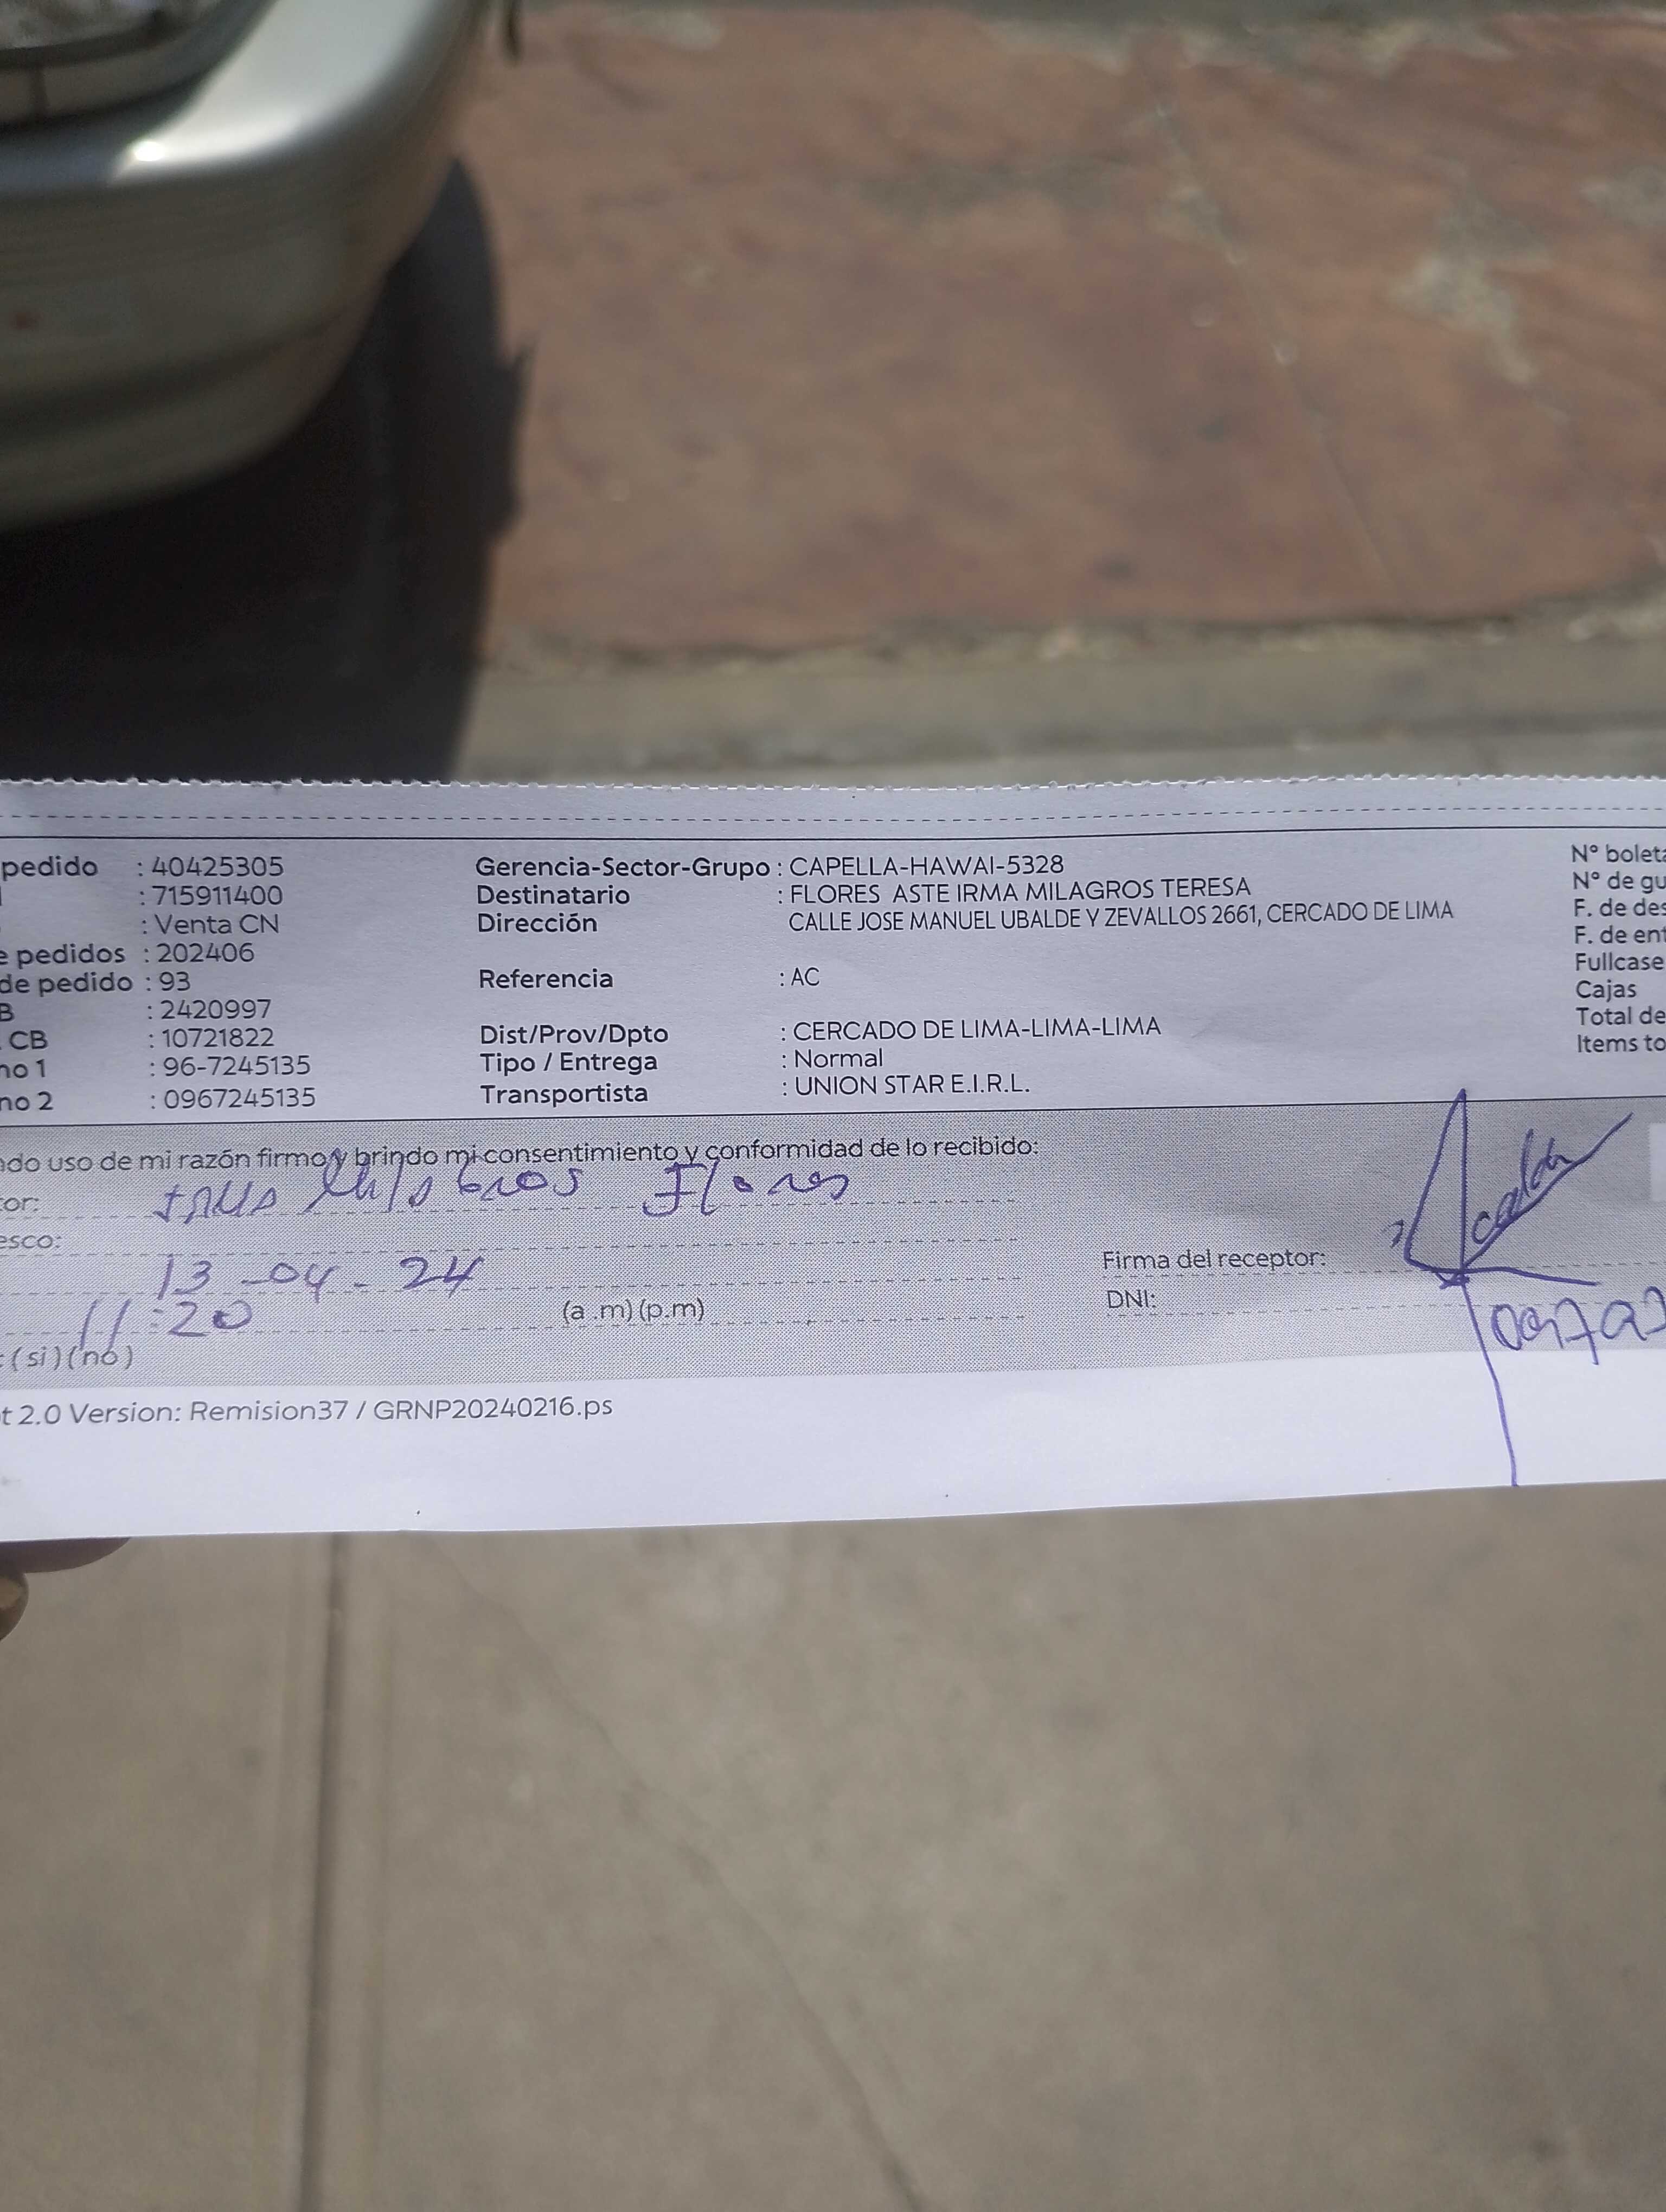 pedido : 40425305 Gerencia-Sector-Grupo : CAPELLA-HAWAI-5328 N° boleta
: 715911400 Destinatario : FLORES ASTE IRMA MILAGROS TERESA N° de gu
: Venta CN Dirección CALLE JOSE MANUEL UBALDE Y ZEVALLOS 2661, CERCADO DE LIMA F. de des
e pedidos : 202406 F. de ent
de pedido : 93 Referencia : AC Fullcase
B : 2420997 Cajas
CB : 10721822 Dist/Prov/Dpto : CERCADO DE LIMA-LIMA-LIMA Total de
no 1 : 96-7245135 Tipo / Entrega : Normal Items to
no 2 : 0967245135 Transportista : UNION STAR E.I.R.L.
ndo uso de mi razón firmo y brindo mi consentimiento y conformidad de lo recibido:
tor: Milagros Flores
esco:
13-04-24 Firma del receptor:
11:20 (a.m)(p.m) DNI:
: (si)(no)
t 2.0 Version: Remision37 / GRNP20240216.ps